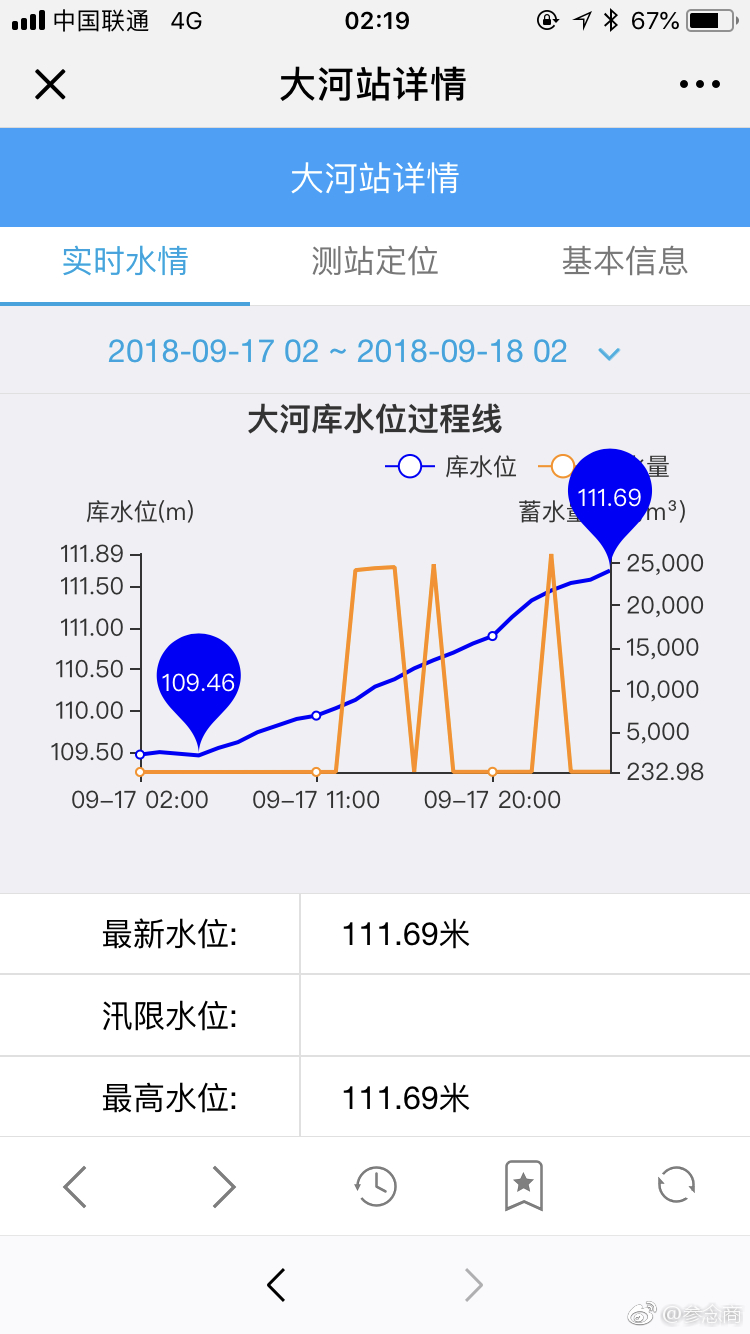 中国联通 4G 02:19 67%
大河站详情
大河站详情
实时水情 测站定位 基本信息
2018-09-17 02 ~ 2018-09-18 02
大河库水位过程线
库水位 量
库水位(m) 蓄水量 m³)
111.89
111.50
111.00
110.50
110.00
109.50
109.46
111.69
25,000
20,000
15,000
10,000
5,000
232.98
09-17 02:00 09-17 11:00 09-17 20:00
最新水位: 111.69米
汛限水位:
最高水位: 111.69米